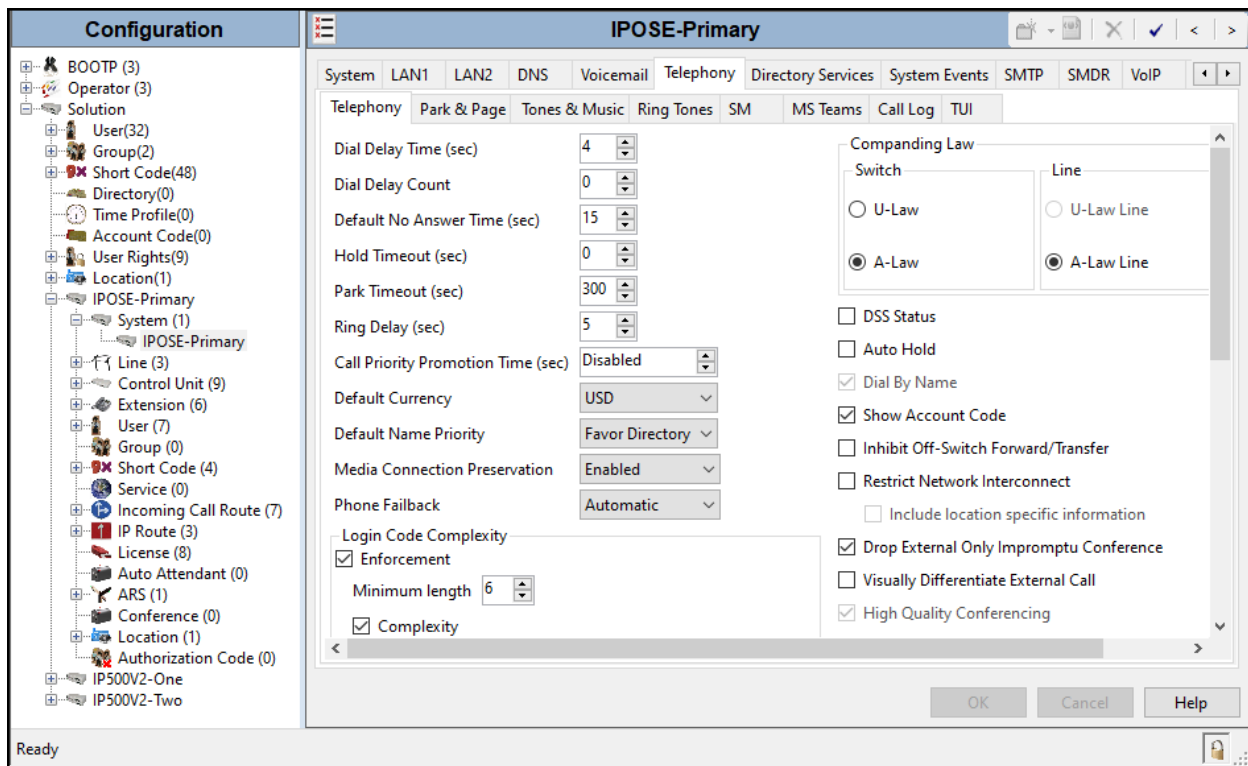 Configuration
BOOTP (3)
Operator (3)
Solution
User(32)
Group(2)
Short Code(48)
Directory(0)
Time Profile(0)
Account Code(0)
User Rights(9)
Location(1)
IPOSE-Primary
System (1)
IPOSE-Primary
Line (3)
Control Unit (9)
Extension (6)
User (7)
Group (0)
Short Code (4)
Service (0)
Incoming Call Route (7)
IP Route (3)
License (8)
Auto Attendant (0)
ARS (1)
Conference (0)
Location (1)
Authorization Code (0)
IP500V2-One
IP500V2-Two
IPOSE-Primary
System LAN1 LAN2 DNS Voicemail Telephony Directory Services System Events SMTP SMDR VoIP
Telephony Park & Page Tones & Music Ring Tones SM MS Teams Call Log TUI
Dial Delay Time (sec) 4
Dial Delay Count 0
Default No Answer Time (sec) 15
Hold Timeout (sec) 0
Park Timeout (sec) 300
Ring Delay (sec) 5
Call Priority Promotion Time (sec) Disabled
Default Currency USD
Default Name Priority Favor Directory
Media Connection Preservation Enabled
Phone Failback Automatic
Login Code Complexity
Enforcement
Minimum length 6
Complexity
Companding Law
Switch Line
U-Law U-Law Line
A-Law A-Law Line
DSS Status
Auto Hold
Dial By Name
Show Account Code
Inhibit Off-Switch Forward/Transfer
Restrict Network Interconnect
Include location specific information
Drop External Only Impromptu Conference
Visually Differentiate External Call
High Quality Conferencing
OK Cancel Help
Ready